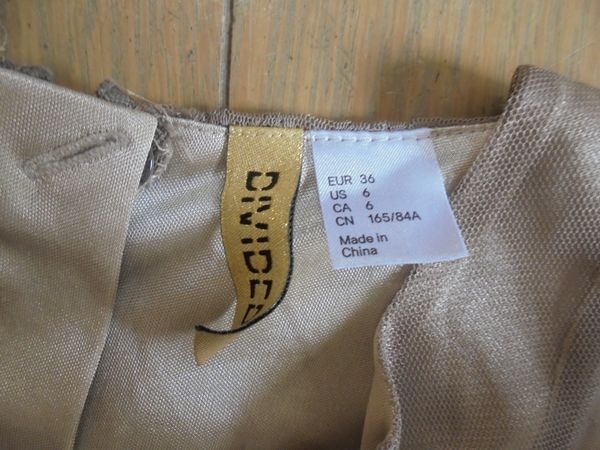 DIVIDED
EUR 36
US 6
CA 6
CN 165/84A
Made in
China